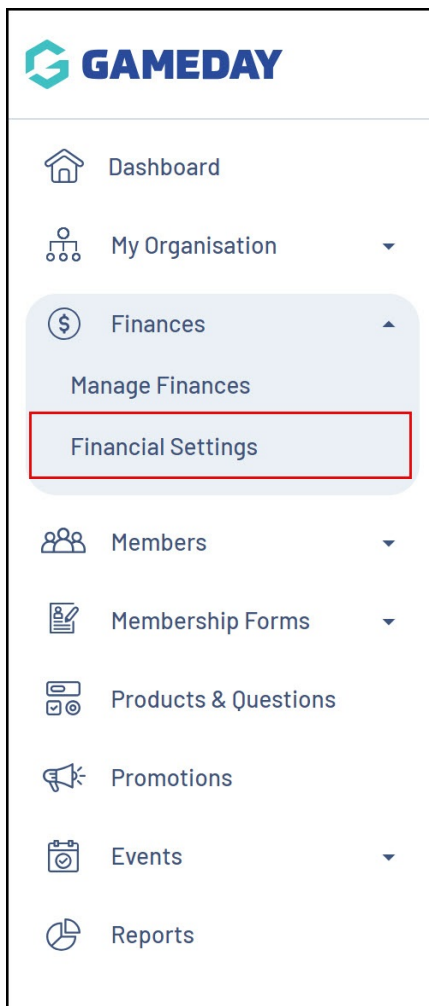 GAMEDAY
Dashboard
My Organisation
Finances
Manage Finances
Financial Settings
Members
Membership Forms
Products & Questions
Promotions
Events
Reports